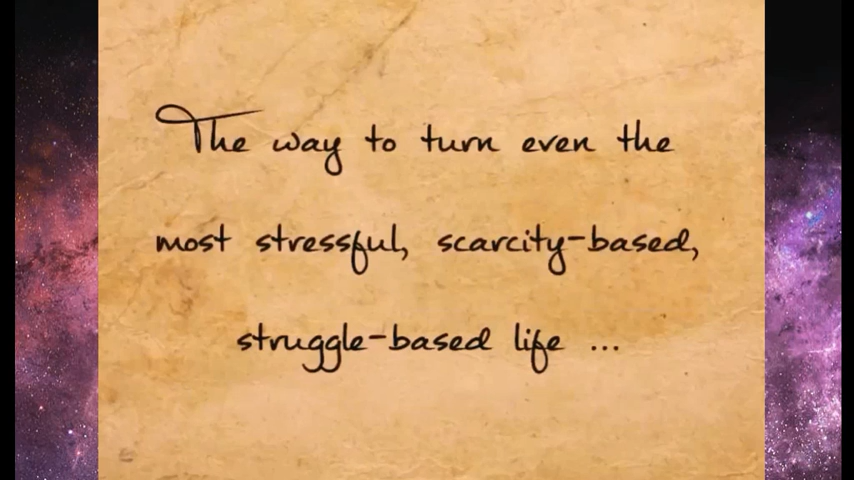 The way to turn even the
most stressful, scarcity-based,
struggle-based life ...